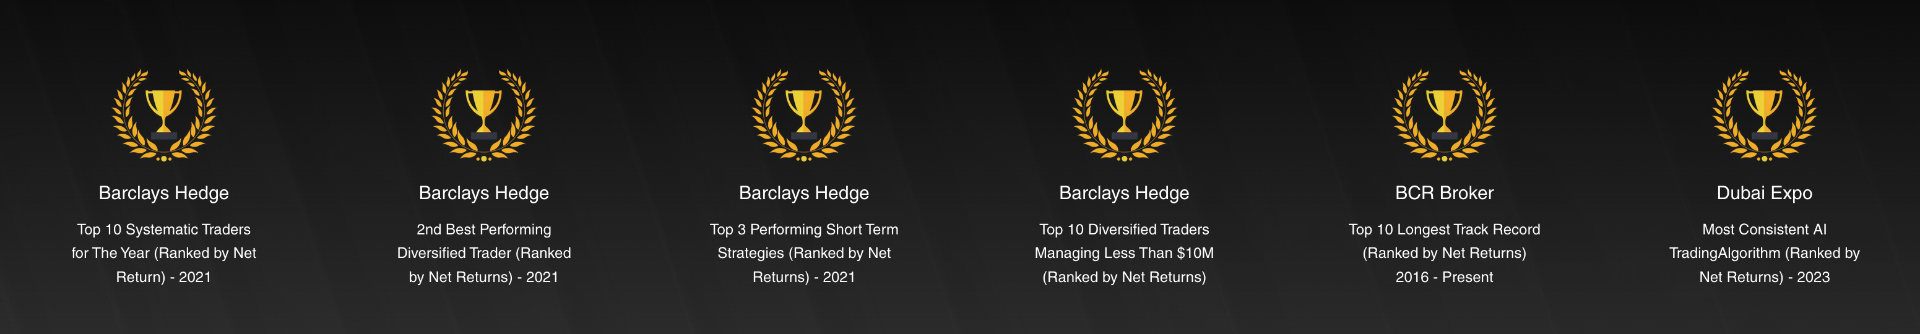 Barclays Hedge
Top 10 Systematic Traders
for The Year (Ranked by Net
Return) - 2021
Barclays Hedge
2nd Best Performing
Diversified Trader (Ranked
by Net Returns) - 2021
Barclays Hedge
Top 3 Performing Short Term
Strategies (Ranked by Net
Returns) - 2021
Barclays Hedge
Top 10 Diversified Traders
Managing Less Than $10M
(Ranked by Net Returns)
BCR Broker
Top 10 Longest Track Record
(Ranked by Net Returns)
2016 - Present
Dubai Expo
Most Consistent AI
TradingAlgorithm (Ranked by
Net Returns) - 2023